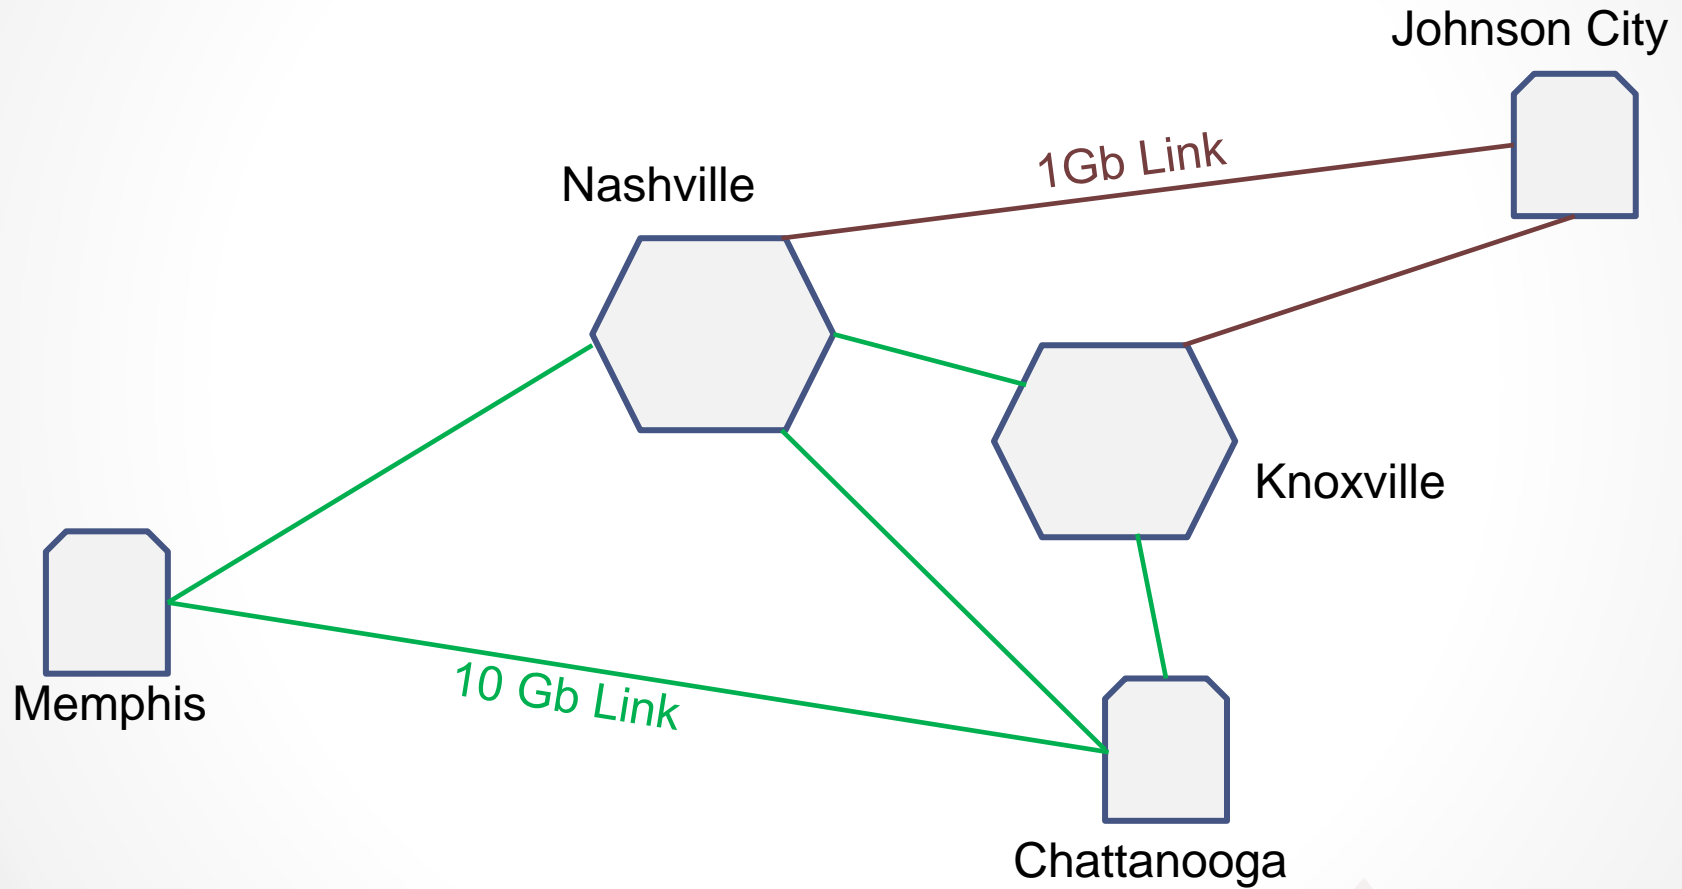 Johnson City
1Gb Link
Nashville
Knoxville
10 Gb Link
Memphis
Chattanooga